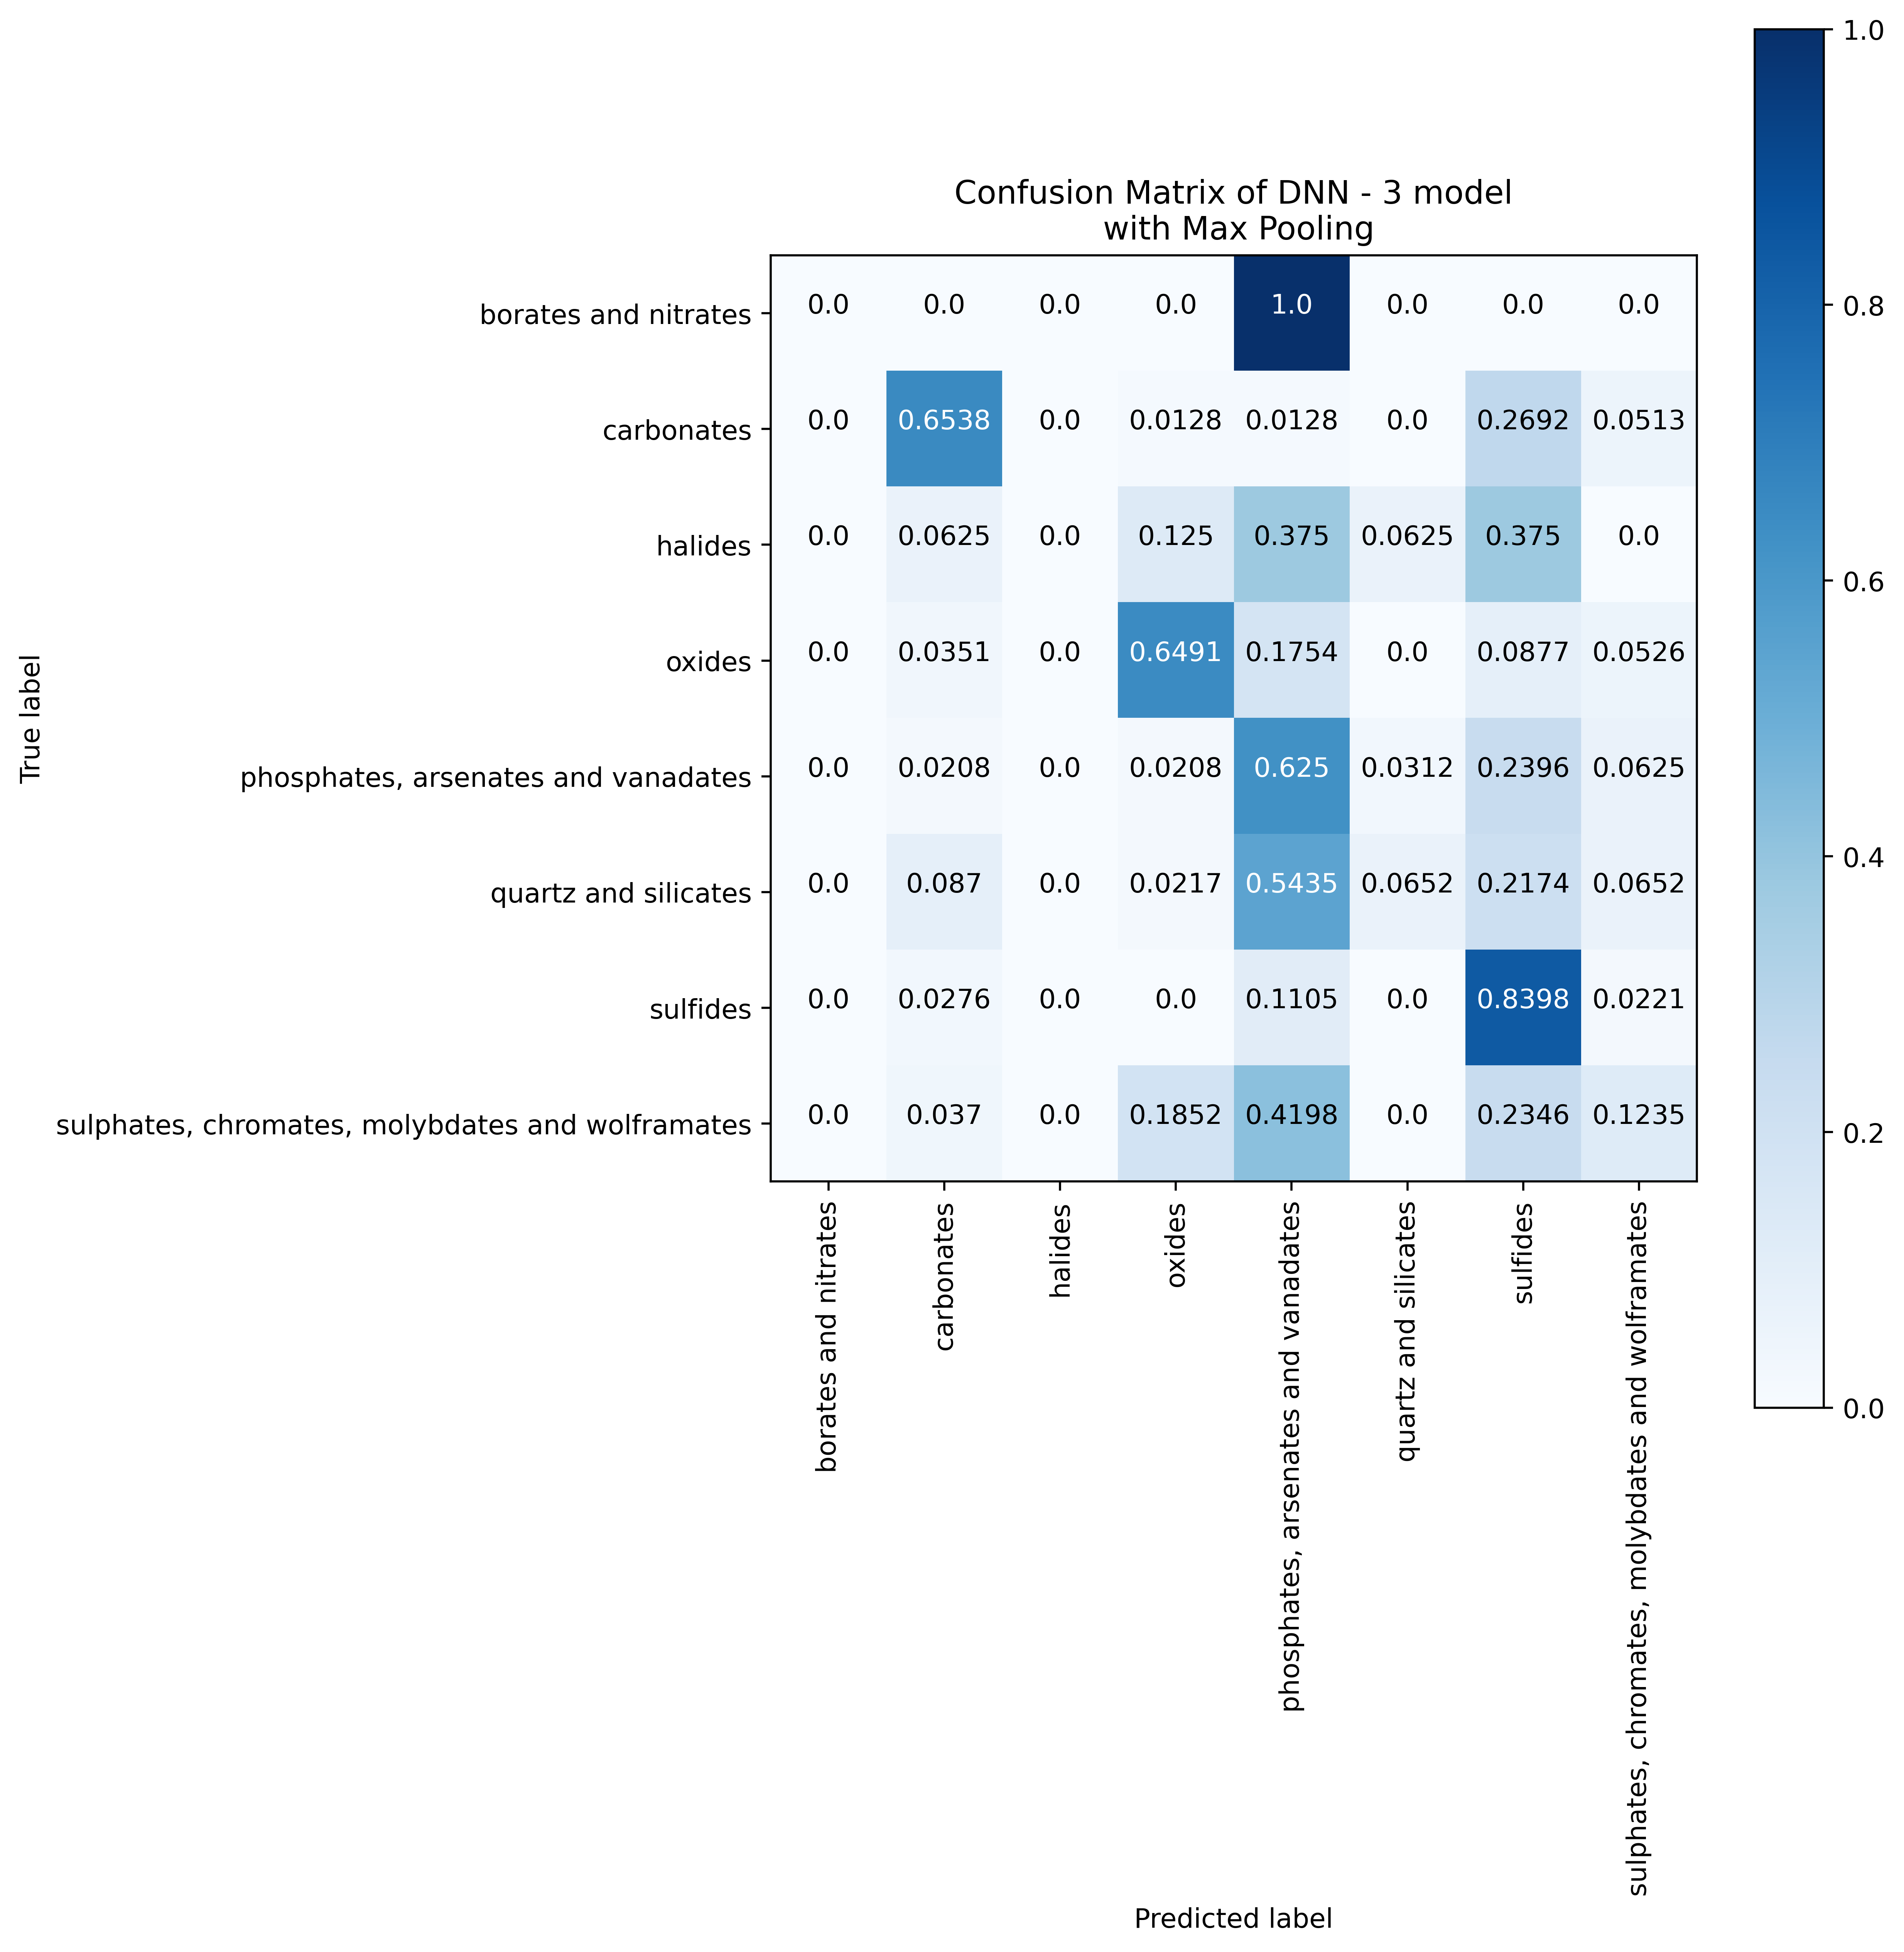 Confusion Matrix of DNN - 3 model
with Max Pooling
True label
borates and nitrates 0.0 0.0 0.0 0.0 1.0 0.0 0.0 0.0
carbonates 0.0 0.6538 0.0 0.0128 0.0128 0.0 0.2692 0.0513
halides 0.0 0.0625 0.0 0.125 0.375 0.0625 0.375 0.0
oxides 0.0 0.0351 0.0 0.6491 0.1754 0.0 0.0877 0.0526
phosphates, arsenates and vanadates 0.0 0.0208 0.0 0.0208 0.625 0.0312 0.2396 0.0625
quartz and silicates 0.0 0.087 0.0 0.0217 0.5435 0.0652 0.2174 0.0652
sulfides 0.0 0.0276 0.0 0.0 0.1105 0.0 0.8398 0.0221
sulphates, chromates, molybdates and wolframates 0.0 0.037 0.0 0.1852 0.4198 0.0 0.2346 0.1235
borates and nitrates
carbonates
halides
oxides
phosphates, arsenates and vanadates
quartz and silicates
sulfides
sulphates, chromates, molybdates and wolframates
Predicted label
1.0
0.8
0.6
0.4
0.2
0.0